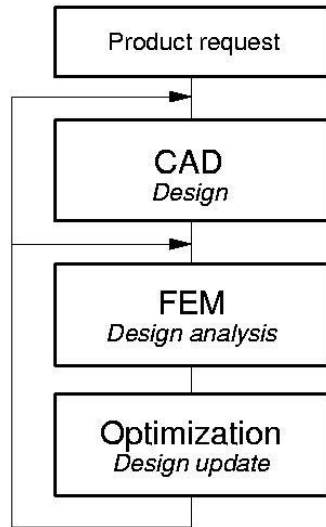 Product request
CAD
Design
FEM
Design analysis
Optimization
Design update